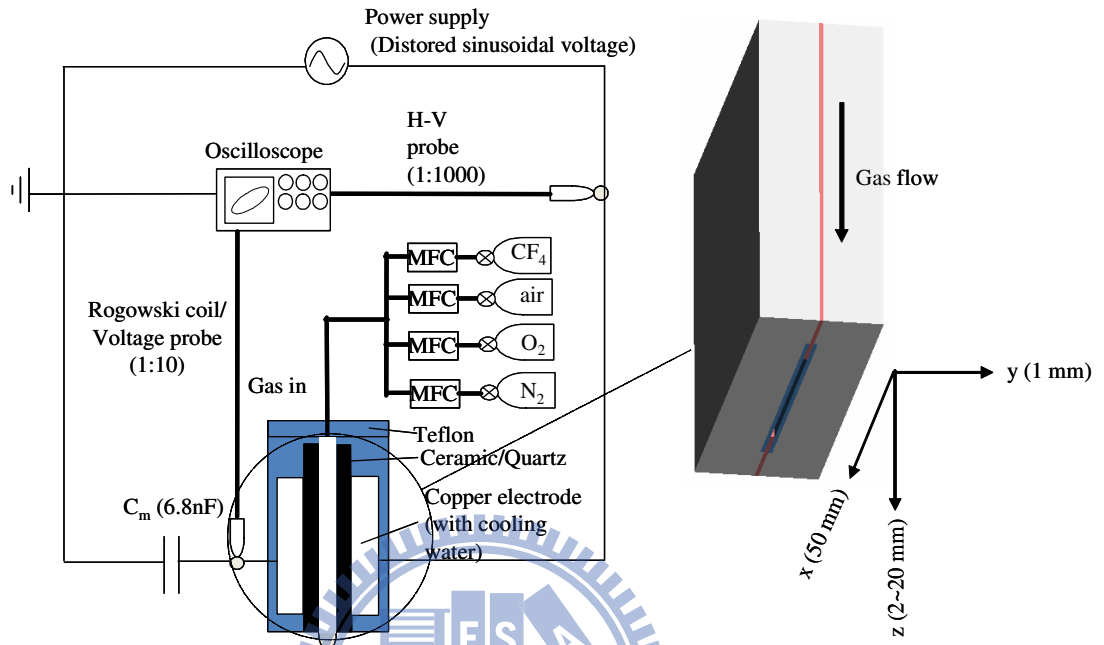 Power supply
(Distored sinusoidal voltage)
H-V
probe
(1:1000)
Oscilloscope
Gas flow
MFC
CF4
MFC
air
MFC
O2
MFC
N2
Rogowski coil/
Voltage probe
(1:10)
Gas in
Teflon
Ceramic/Quartz
Copper electrode
(with cooling
water)
Cm (6.8nF)
y (1 mm)
x (50 mm)
z (2~20 mm)
ESA